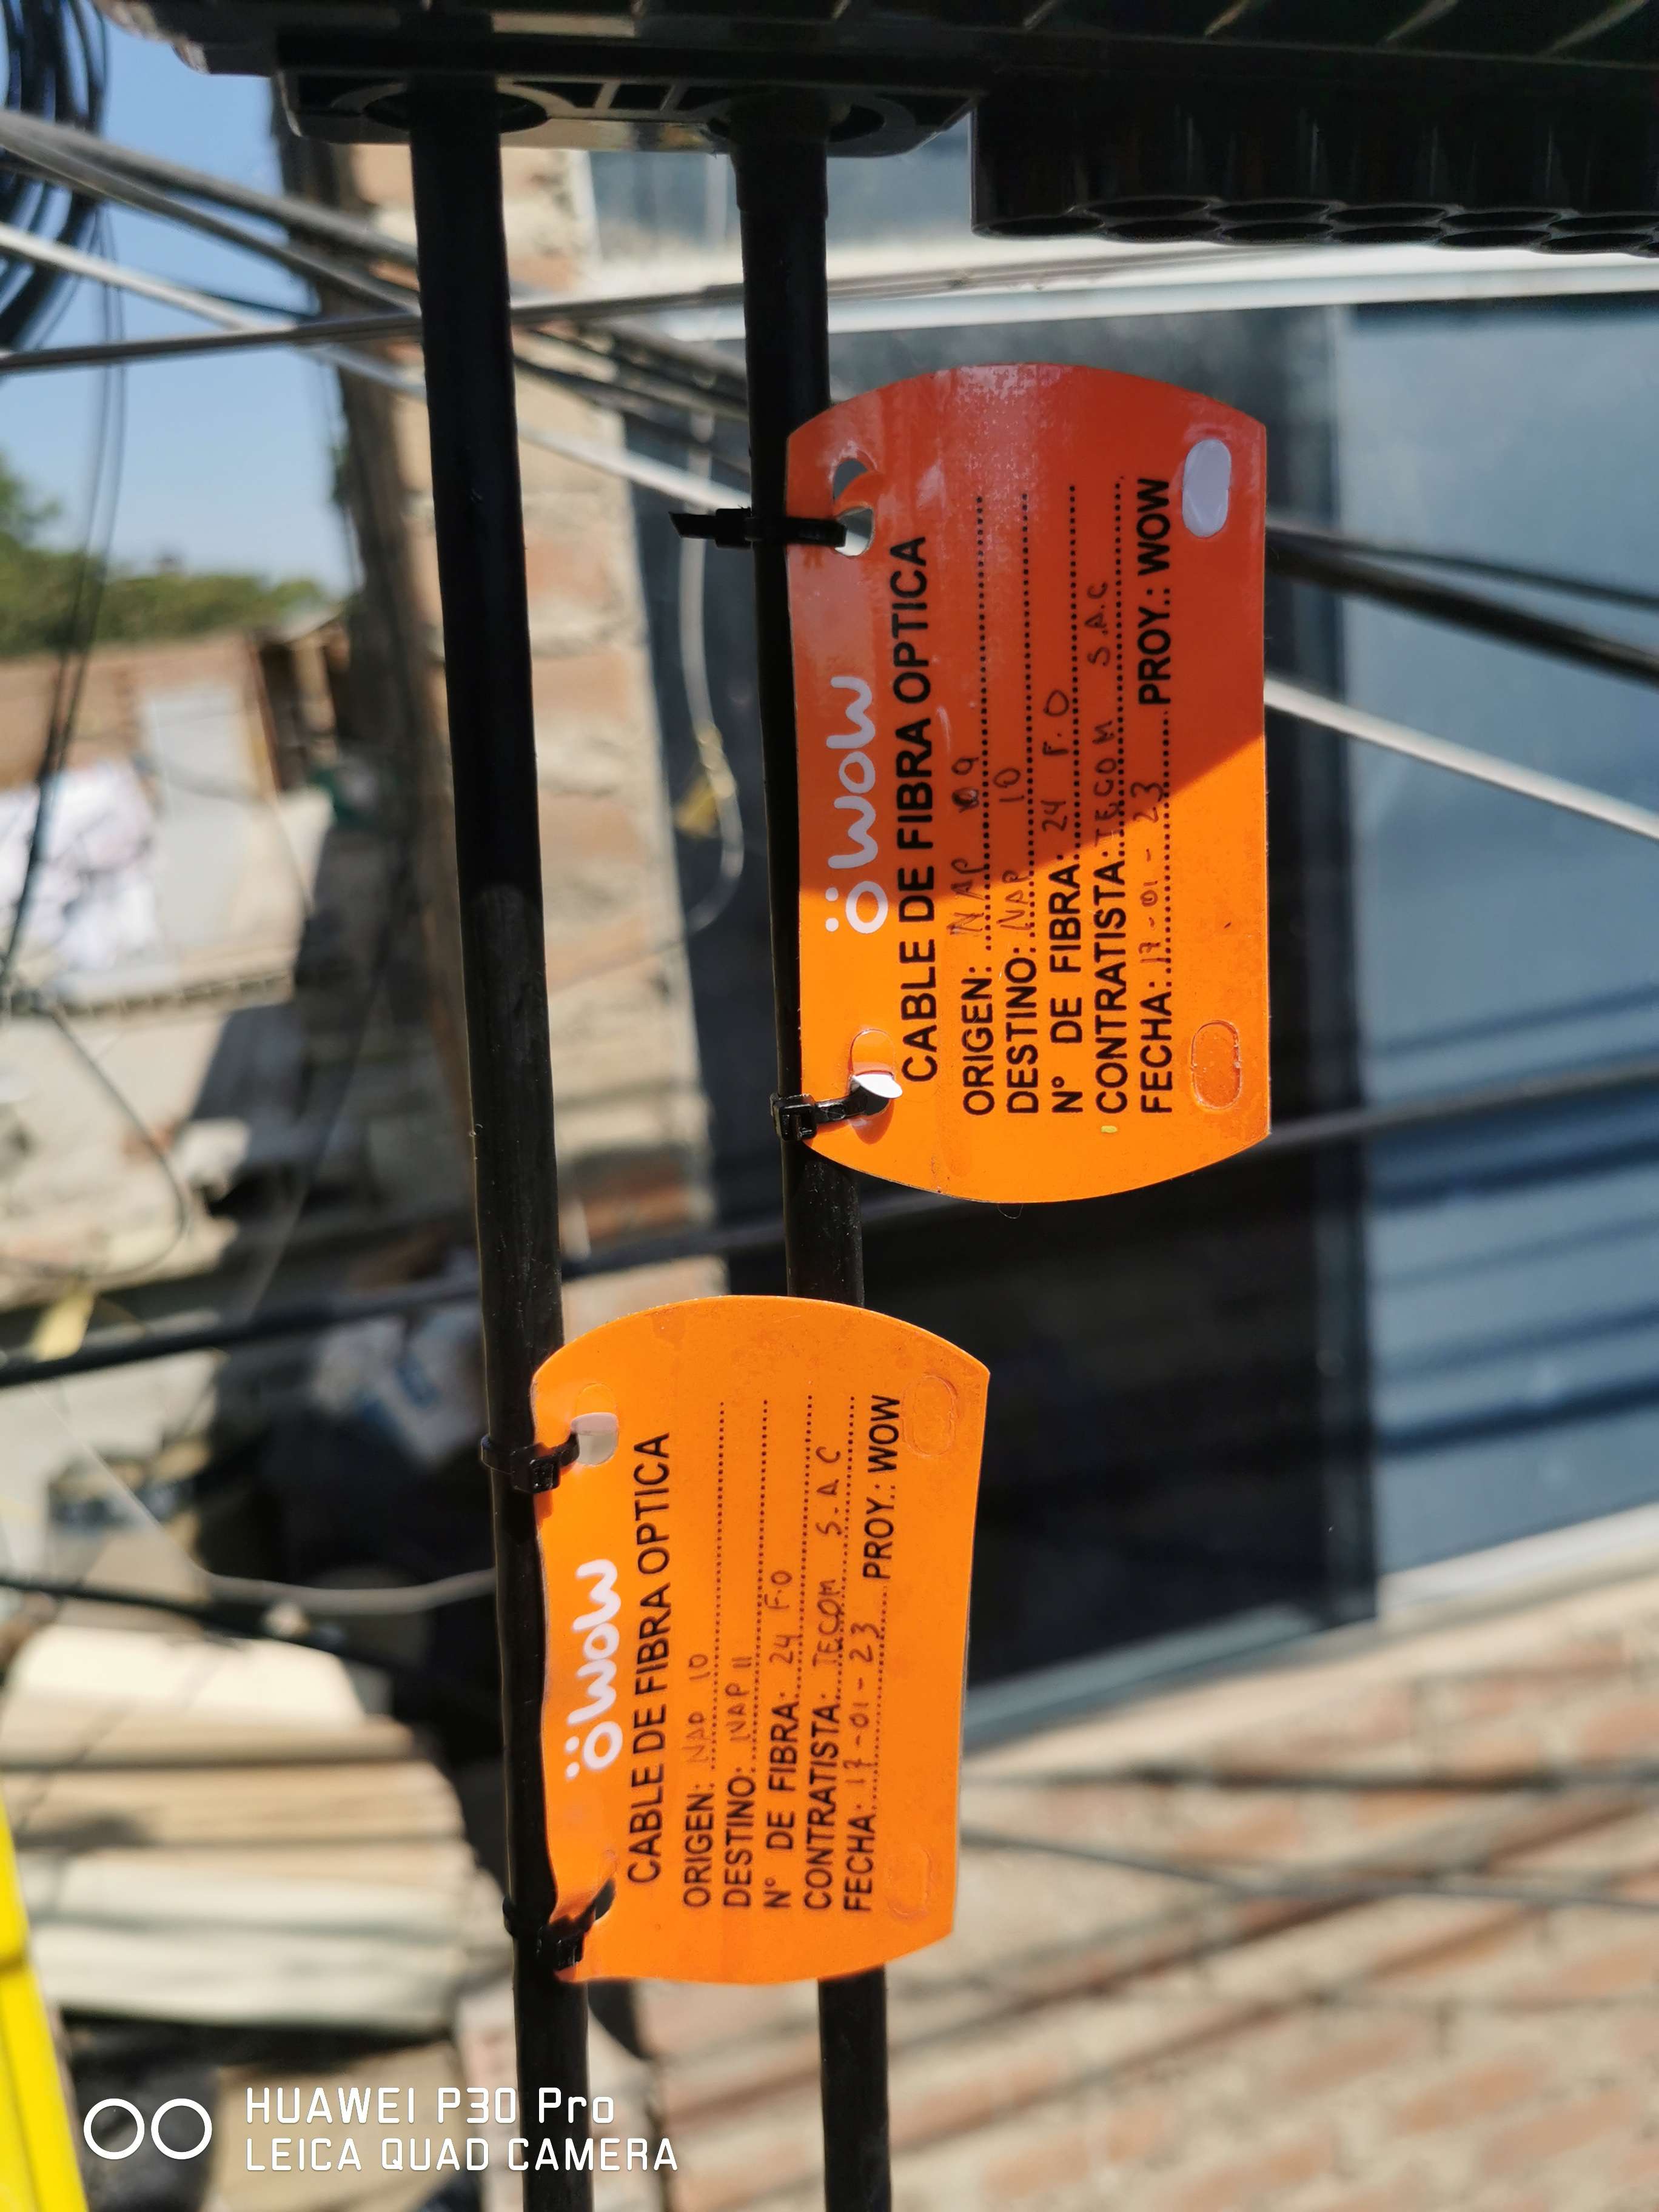 öwow
CABLE DE FIBRA OPTICA
ORIGEN: NAP 09
DESTINO: NAP 10
N° DE FIBRA: 24 F.O
CONTRATISTA: TECOM S.A.C
FECHA: 17-01-23 PROY.: WOW
öwow
CABLE DE FIBRA OPTICA
ORIGEN: NAP 10
DESTINO: NAP 11
N° DE FIBRA: 24 F.O
CONTRATISTA: TECOM S.A.C
FECHA: 17-01-23 PROY.: WOW
HUAWEI P30 Pro
LEICA QUAD CAMERA